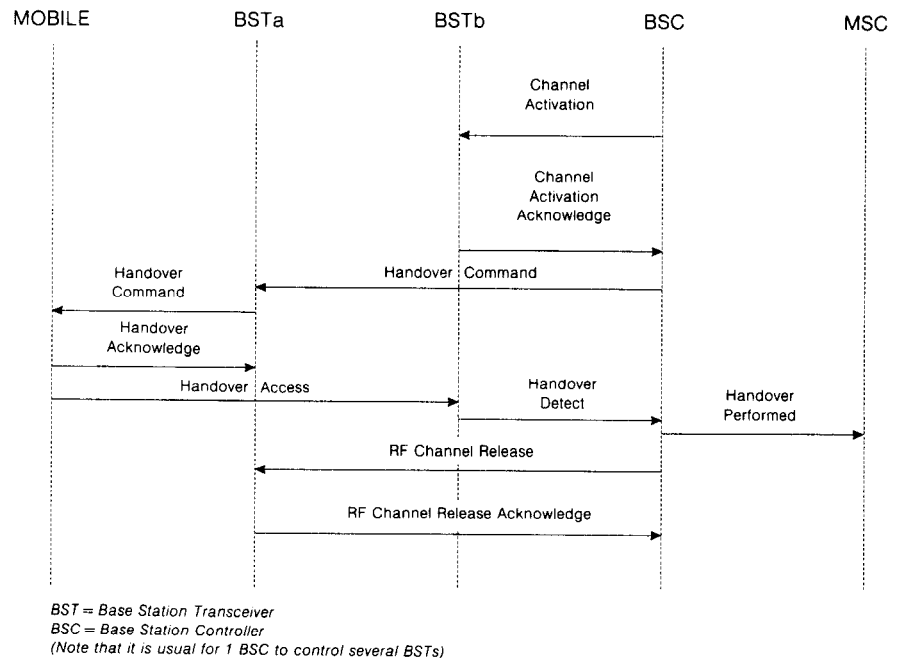 MOBILE BSTa BSTb BSC MSC
Channel
Activation
Channel
Activation
Acknowledge
Handover Command
Handover
Command
Handover
Acknowledge
Handover Access
Handover
Detect
Handover
Performed
RF Channel Release
RF Channel Release Acknowledge
BST = Base Station Transceiver
BSC = Base Station Controller
(Note that it is usual for 1 BSC to control several BSTs)